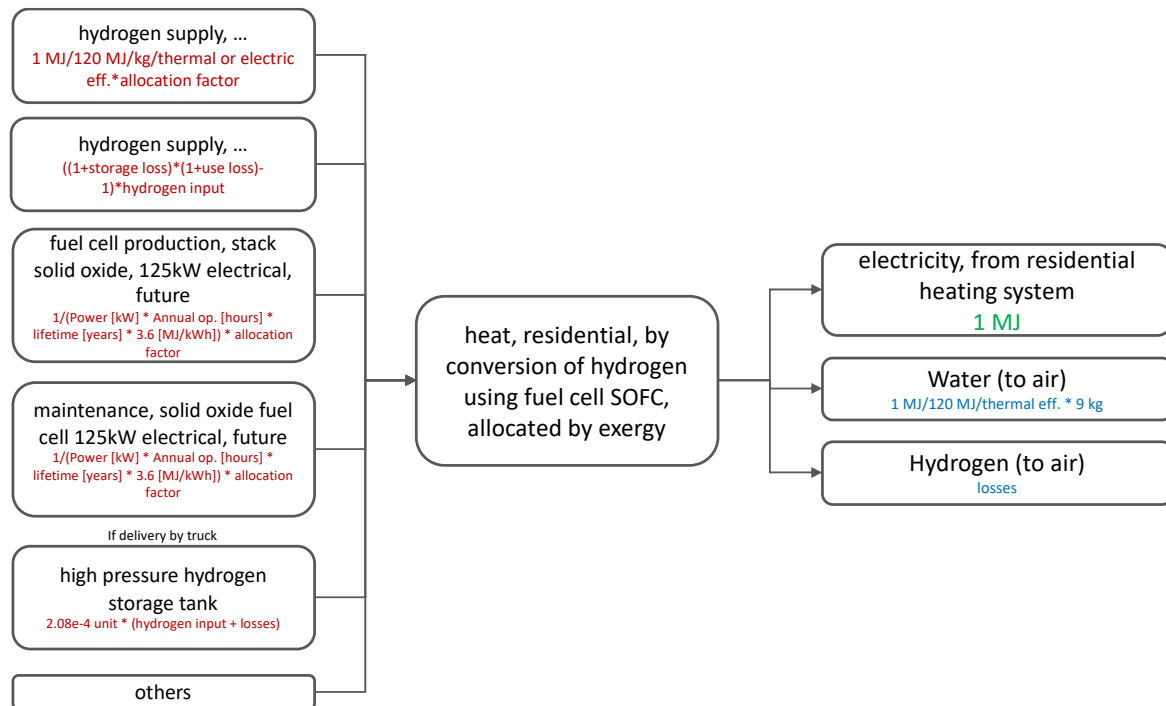 hydrogen supply, ...
1 MJ/120 MJ/kg/thermal or electric
eff.*allocation factor
hydrogen supply, ...
((1+storage loss)*(1+use loss)-
1)*hydrogen input
fuel cell production, stack
solid oxide, 125kW electrical,
future
1/(Power [kW] * Annual op. [hours] *
lifetime [years] * 3.6 [MJ/kWh]) * allocation
factor
maintenance, solid oxide fuel
cell 125kW electrical, future
1/(Power [kW] * Annual op. [hours] *
lifetime [years] * 3.6 [MJ/kWh]) * allocation
factor
If delivery by truck
high pressure hydrogen
storage tank
2.08e-4 unit * (hydrogen input + losses)
others
heat, residential, by
conversion of hydrogen
using fuel cell SOFC,
allocated by exergy
electricity, from residential
heating system
1 MJ
Water (to air)
1 MJ/120 MJ/thermal eff. * 9 kg
Hydrogen (to air)
losses